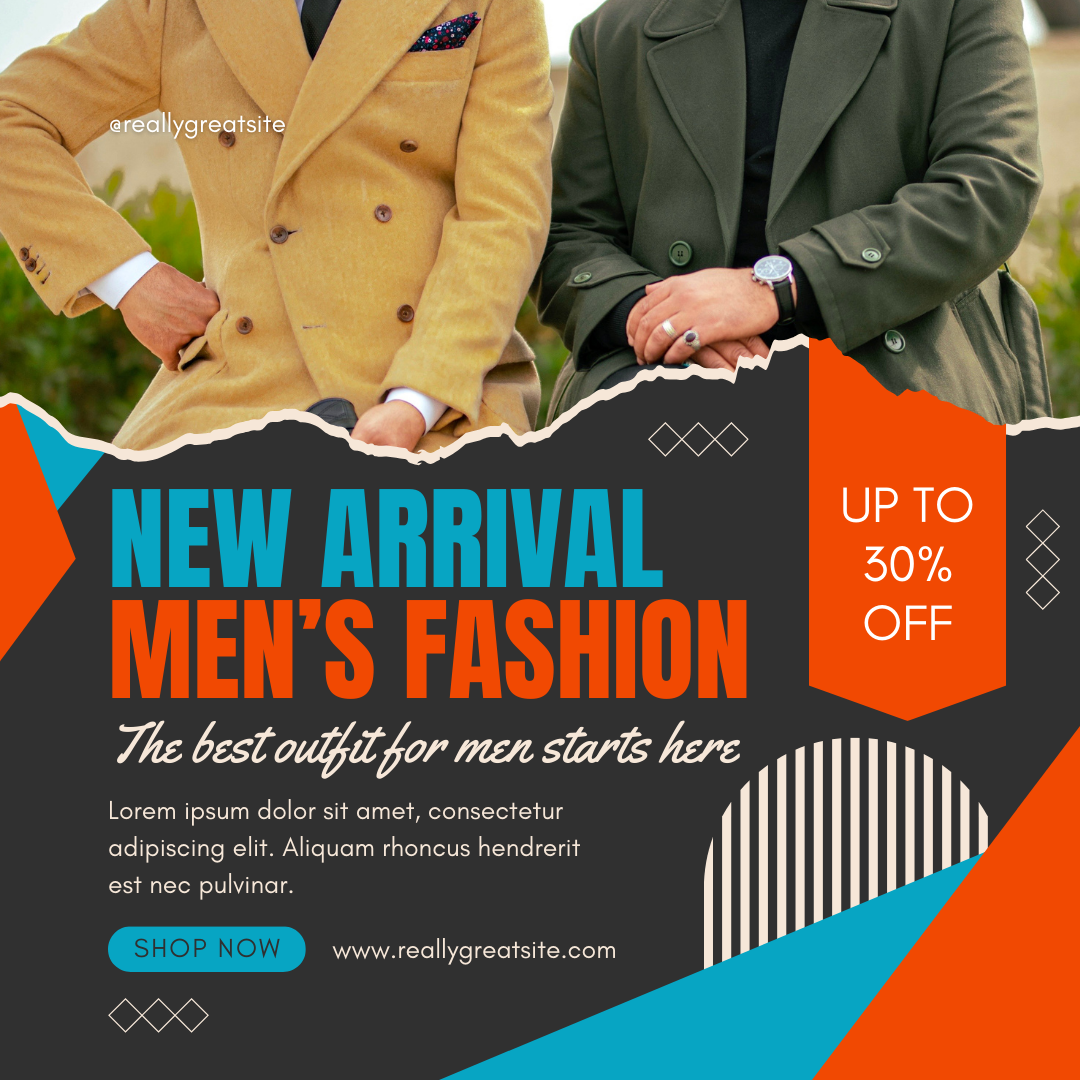 @reallygreatsite
NEW ARRIVAL
MEN’S FASHION
The best outfit for men starts here
Lorem ipsum dolor sit amet, consectetur
adipiscing elit. Aliquam rhoncus hendrerit
est nec pulvinar.
SHOP NOW
www.reallygreatsite.com
UP TO
30%
OFF